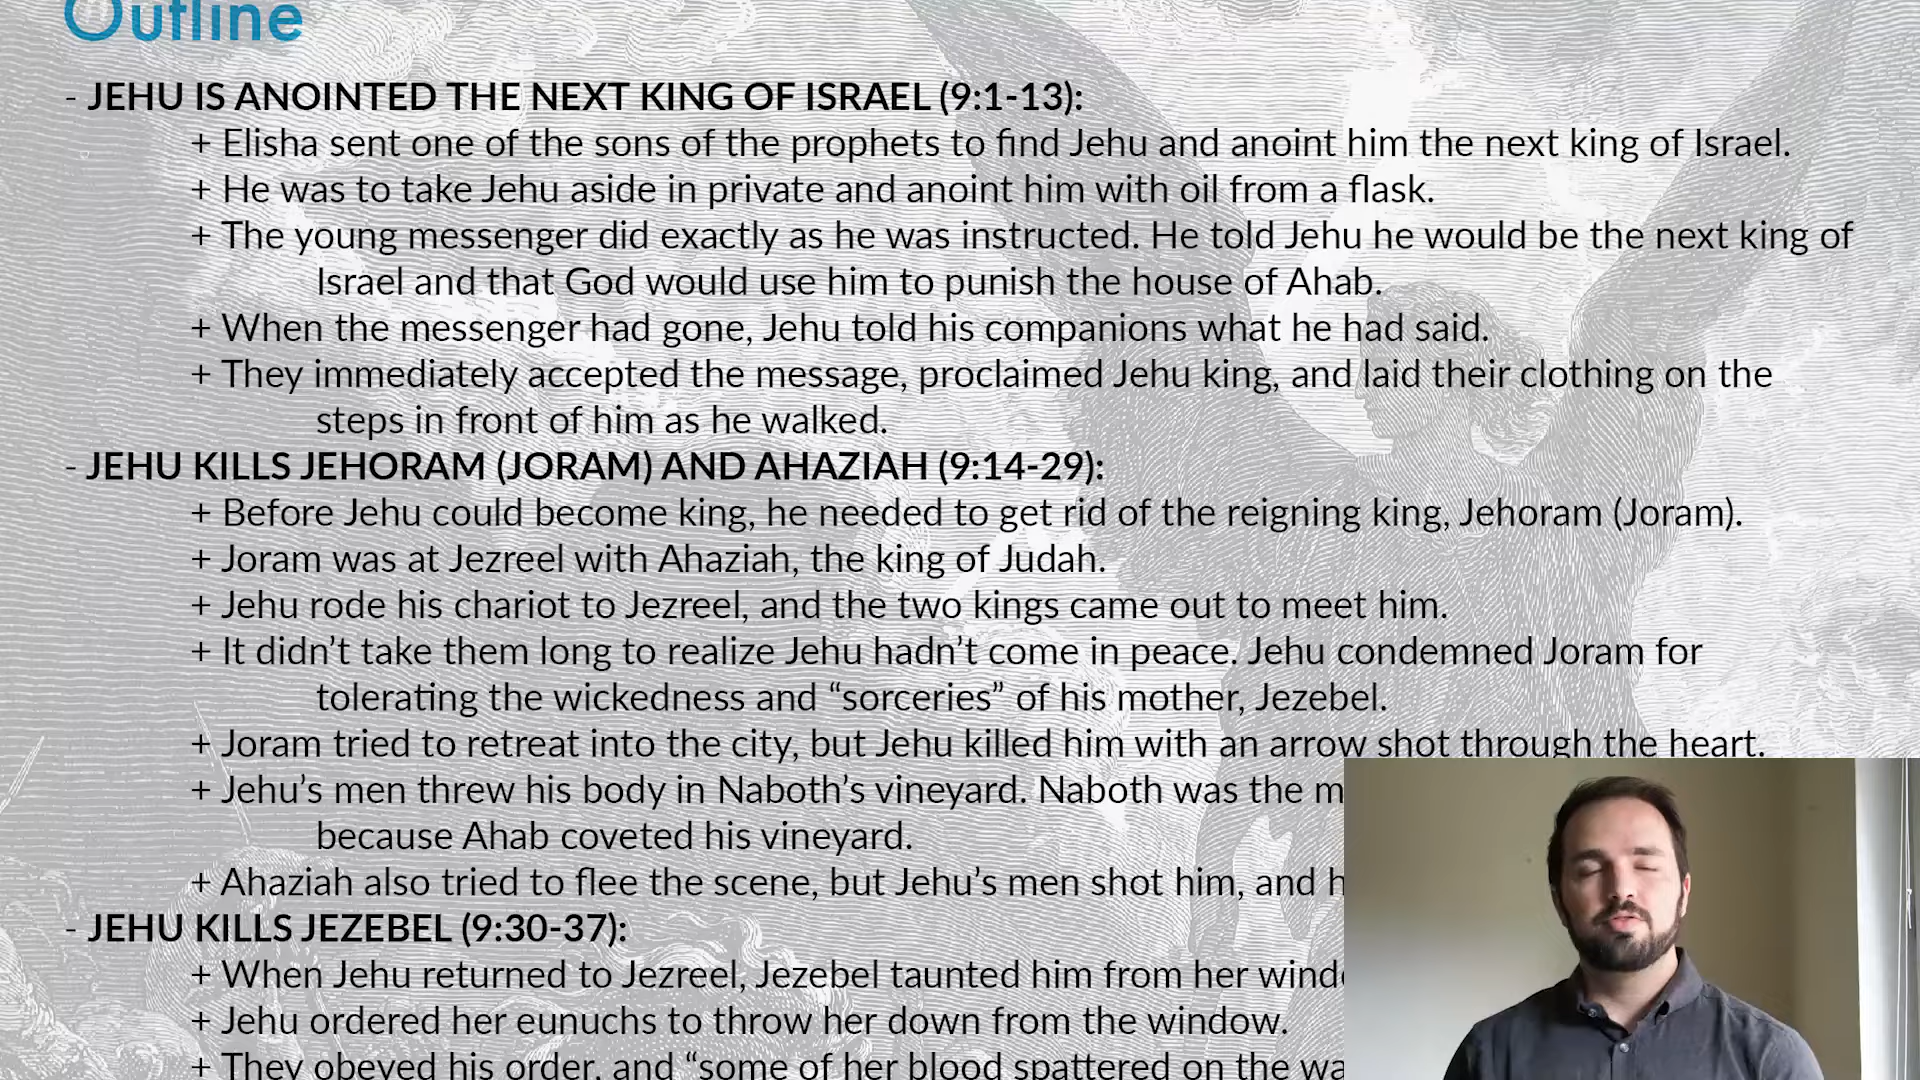 Outline
- JEHU IS ANOINTED THE NEXT KING OF ISRAEL (9:1-13):
+ Elisha sent one of the sons of the prophets to find Jehu and anoint him the next king of Israel.
+ He was to take Jehu aside in private and anoint him with oil from a flask.
+ The young messenger did exactly as he was instructed. He told Jehu he would be the next king of
Israel and that God would use him to punish the house of Ahab.
+ When the messenger had gone, Jehu told his companions what he had said.
+ They immediately accepted the message, proclaimed Jehu king, and laid their clothing on the
steps in front of him as he walked.
- JEHU KILLS JEHORAM (JORAM) AND AHAZIAH (9:14-29):
+ Before Jehu could become king, he needed to get rid of the reigning king, Jehoram (Joram).
+ Joram was at Jezreel with Ahaziah, the king of Judah.
+ Jehu rode his chariot to Jezreel, and the two kings came out to meet him.
+ It didn’t take them long to realize Jehu hadn’t come in peace. Jehu condemned Joram for
tolerating the wickedness and “sorceries” of his mother, Jezebel.
+ Joram tried to retreat into the city, but Jehu killed him with an arrow shot through the heart.
+ Jehu’s men threw his body in Naboth’s vineyard. Naboth was the
because Ahab coveted his vineyard.
+ Ahaziah also tried to flee the scene, but Jehu’s men shot him, and
- JEHU KILLS JEZEBEL (9:30-37):
+ When Jehu returned to Jezreel, Jezebel taunted him from her
+ Jehu ordered her eunuchs to throw her down from the window.
+ They obeyed his order, and “some of her blood spattered on the